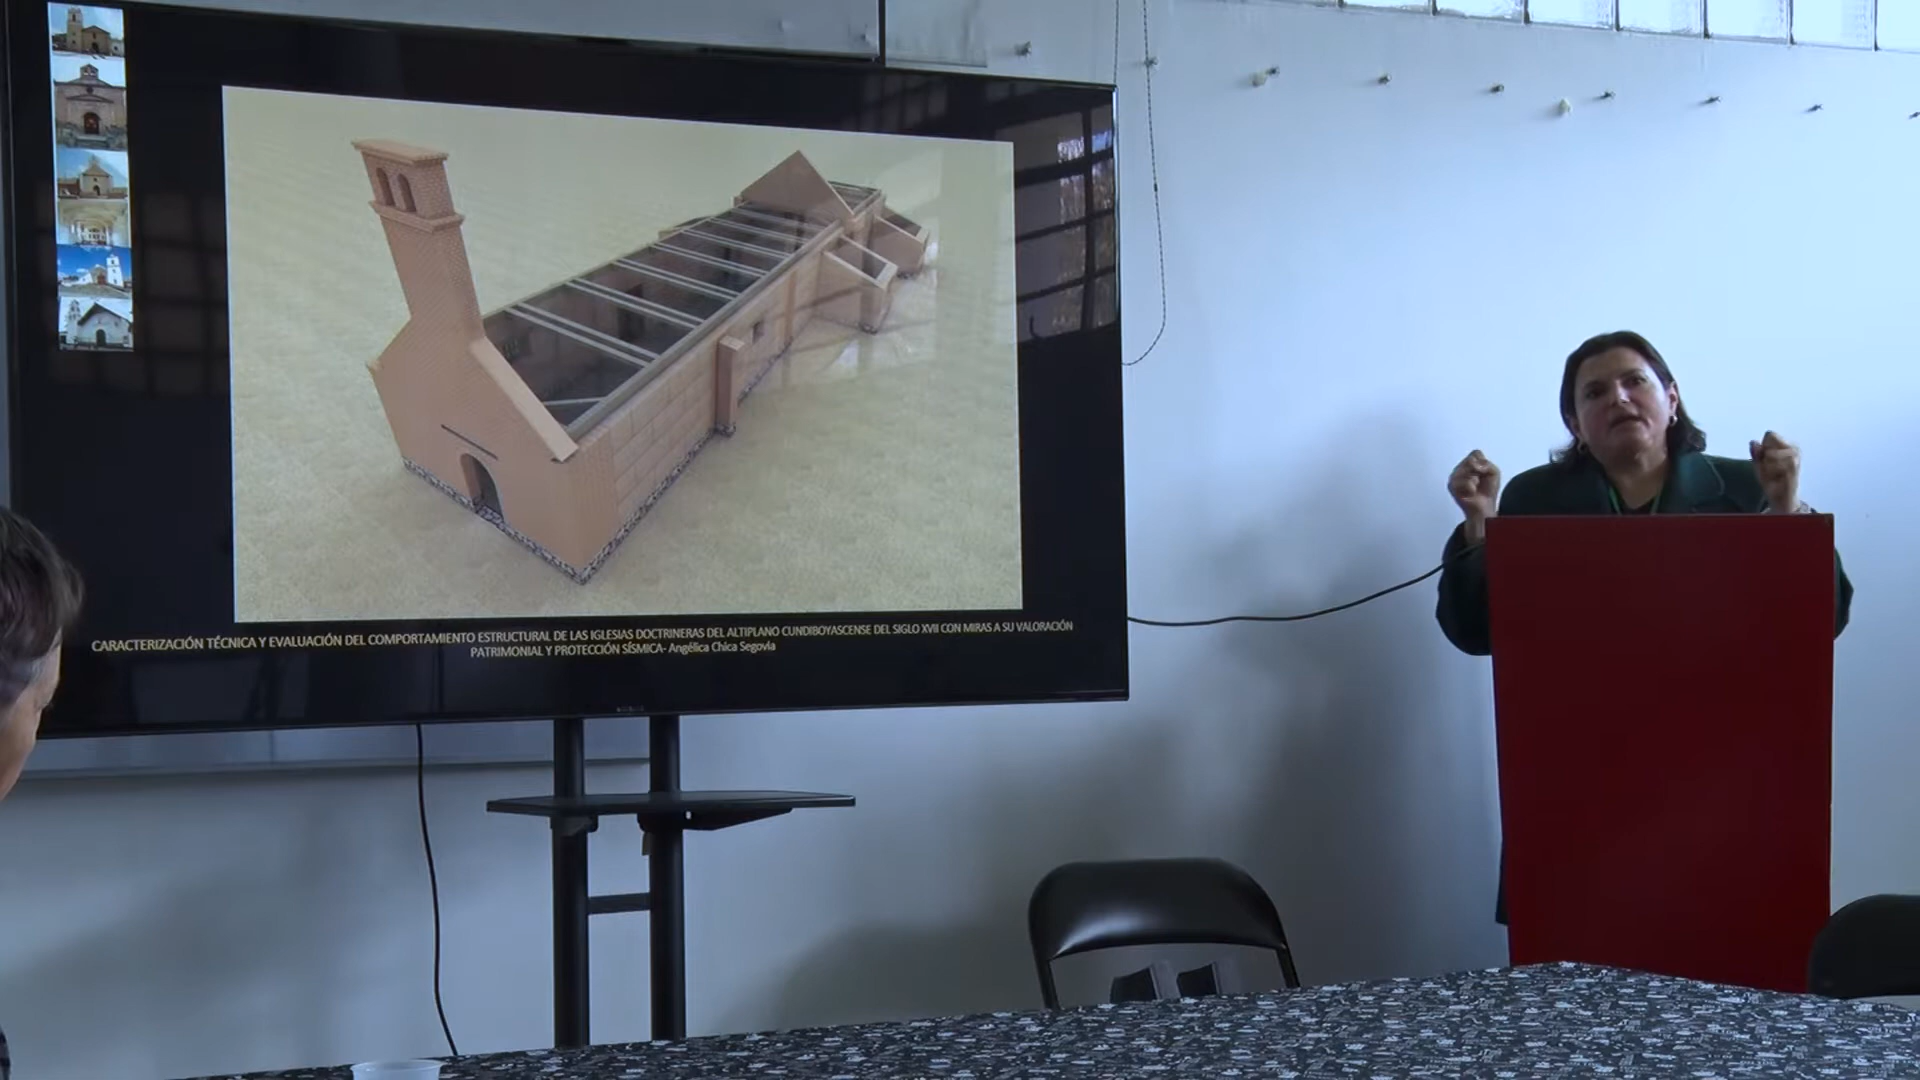 CARACTERIZACIÓN TÉCNICA Y EVALUACIÓN DEL COMPORTAMIENTO ESTRUCTURAL DE LAS IGLESIAS DOCTRINERAS DEL ALTIPLANO CUNDIBOYASCENSE DEL SIGLO XVII CON MIRAS A SU VALORACIÓN
PATRIMONIAL Y PROTECCIÓN SÍSMICA- Angélica Chica Segovia